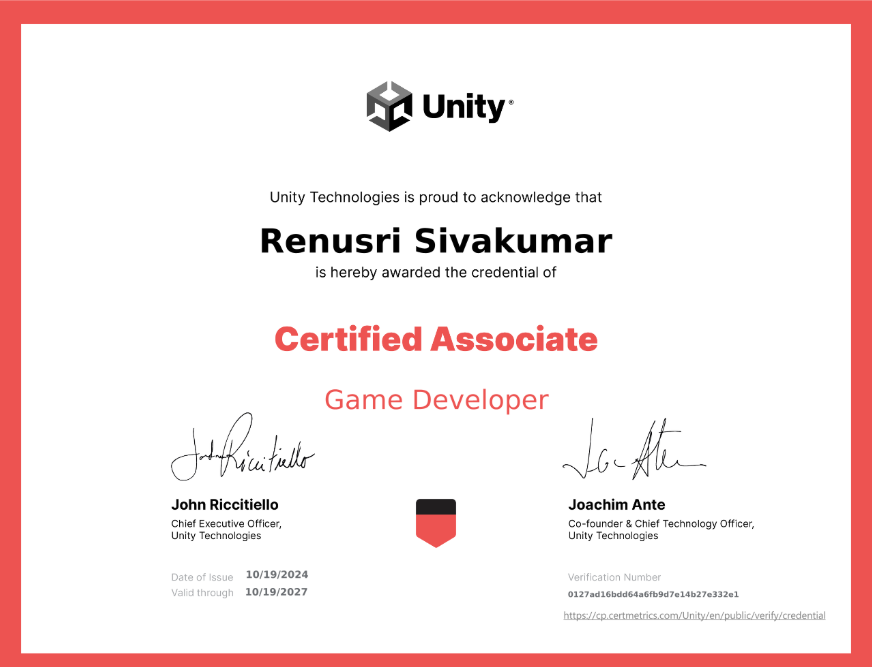 Unity®
Unity Technologies is proud to acknowledge that
Renusri Sivakumar
is hereby awarded the credential of
Certified Associate
Game Developer
John Riccitiello
John Riccitiello
Chief Executive Officer,
Unity Technologies
Date of Issue 10/19/2024
Valid through 10/19/2027
Joachim Ante
Co-founder & Chief Technology Officer,
Unity Technologies
Verification Number
0127ad16bdd64a6fb9d7e14b27e332e1
https://cp.certmetrics.com/Unity/en/public/verify/credential